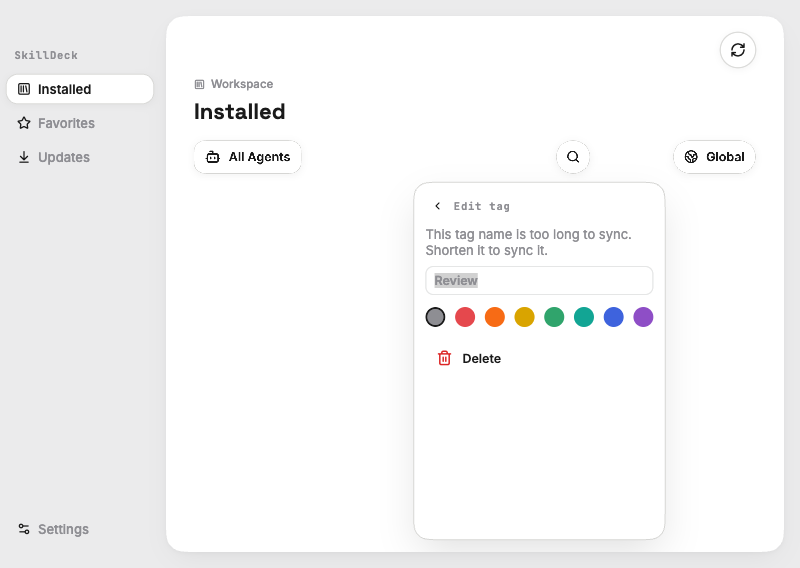 SkillDeck
Installed
Favorites
Updates
Settings
Workspace
Installed
All Agents
Global
Edit tag
This tag name is too long to sync.
Shorten it to sync it.
Review
Delete